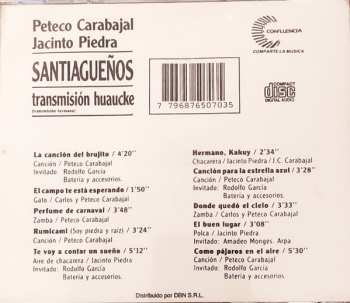 Peteco Carabajal
Jacinto Piedra
SANTIAGUEÑOS
transmisión huaucke
(transmisión hermano)
CONFLUENCIA
COMPARTE LA MUSICA
7 796876 507035
COMPACT
disc
DIGITAL AUDIO
La canción del brujito / 4'20''
Canción / Peteco Carabajal
Invitado: Rodolfo García
Batería y accesorios.
El campo te está esperando / 1'50''
Gato / Carlos y Peteco Carabajal
Perfume de carnaval / 3'48''
Zamba / Peteco Carabajal
Rumicami (Soy piedra y raíz) / 3'24''
Canción / Peteco Carabajal
Te voy a contar un sueño / 5'12''
Aire de chacarera / Jacinto Piedra
Invitado: Rodolfo García
Batería y accesorios.
Hermano, Kakuy / 2'34''
Chacarera / Jacinto Piedra / J.C. Carabajal
Canción para la estrella azul / 3'28''
Canción / Peteco Carabajal
Invitado: Rodolfo García
Batería y accesorios.
Donde quedó el cielo / 3'33''
Zamba / Carlos y Peteco Carabajal
El buen lugar / 3'08''
Polca / Jacinto Piedra
Invitado: Amadeo Monges. Arpa
Como pájaros en el aire / 5'30''
Canción / Peteco Carabajal
Invitado: Rodolfo García
Batería y accesorios.
Distribuido por DBN S.R.L.